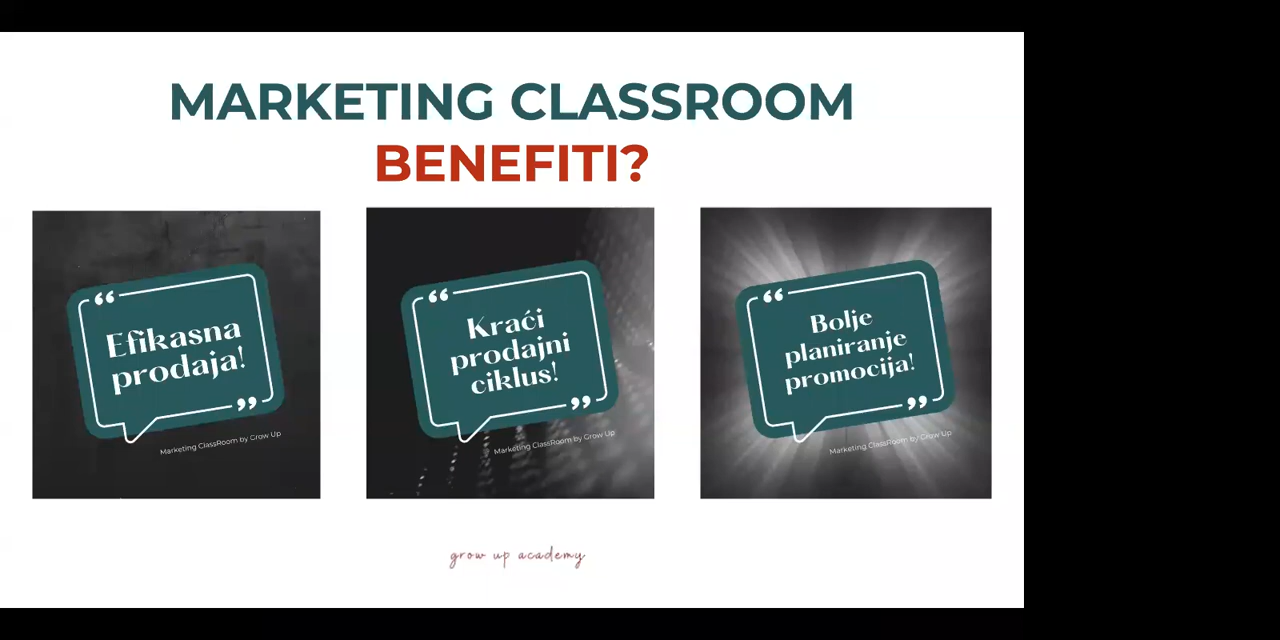 MARKETING CLASSROOM
BENEFITI?
“
Efikasna
prodaja!
”
Marketing ClassRoom by Grow Up
“
Kraći
prodajni
ciklus!
”
Marketing ClassRoom by Grow Up
“
Bolje
planiranje
promocija!
”
Marketing ClassRoom by Grow Up
grow up academy